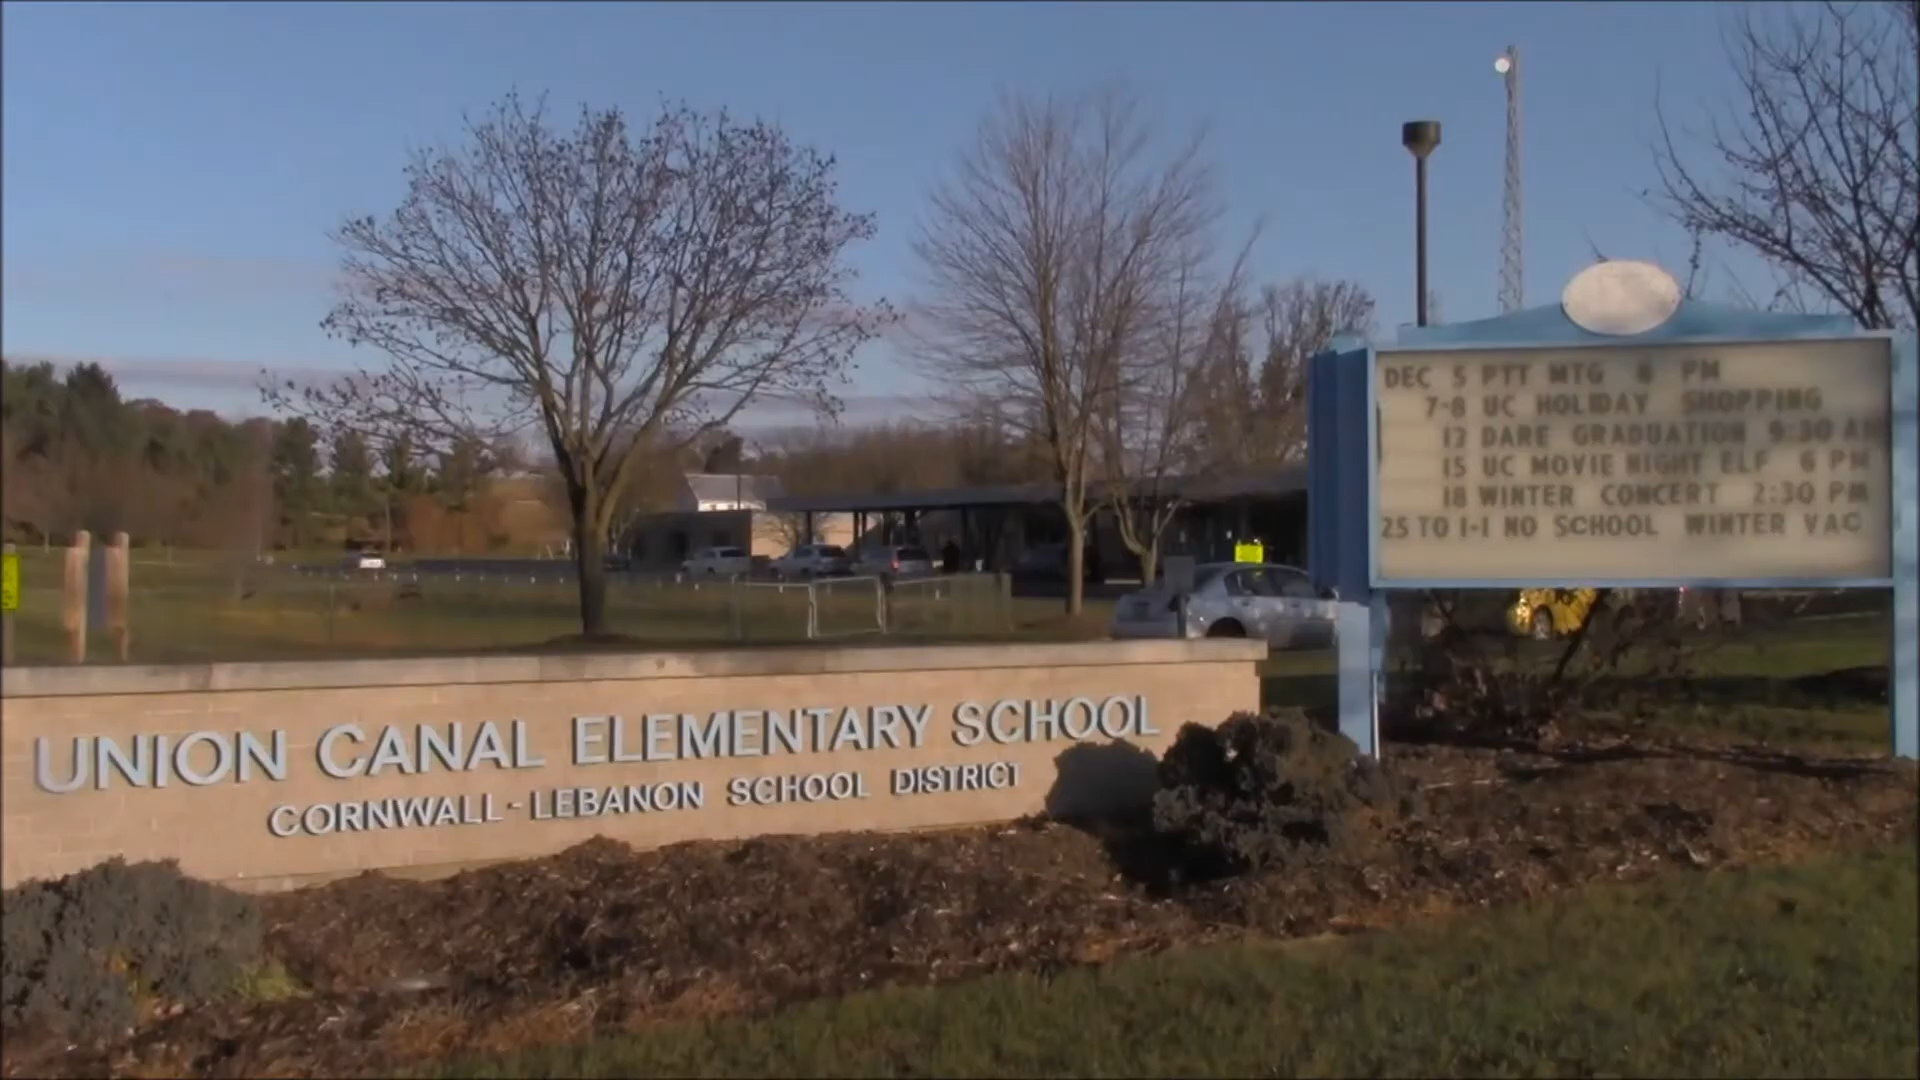 UNION CANAL ELEMENTARY SCHOOL
CORNWALL-LEBANON SCHOOL DISTRICT
DEC 5 PTT MTG 6 PM
7-8 UC HOLIDAY SHOPPING
12 DARE GRADUATION 9:30 AM
15 UC MOVIE NIGHT ELF 6 PM
18 WINTER CONCERT 2:30 PM
25 TO 1-1 NO SCHOOL WINTER VAC